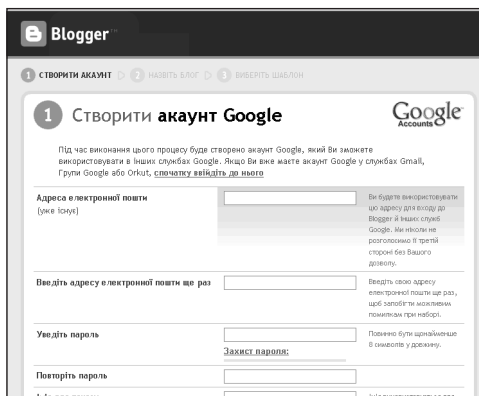 Blogger™
1 СТВОРИТИ АКАУНТ 2 НАЗВІТЬ БЛОГ 3 ВИБЕРІТЬ ШАБЛОН
1 Створити акаунт Google
Google
Accounts
Під час виконання цього процесу буде створено акаунт Google, який Ви зможете
використовувати в інших службах Google. Якщо Ви вже маєте акаунт Google у службах Gmail,
Групи Google або Orkut, спочатку ввійдіть до нього
Адреса електронної пошти
(уже існує)
Ви будете використовувати
цю адресу для входу до
Blogger й інших служб
Google. Ми ніколи не
розголосимо її третій
стороні без Вашого
дозволу.
Введіть адресу електронної пошти ще раз
Введіть свою адресу
електронної пошти ще раз,
щоб запобігти можливим
помилкам при наборі.
Уведіть пароль
Захист пароля:
Повинно бути щонайменше
8 символів у довжину.
Повторіть пароль